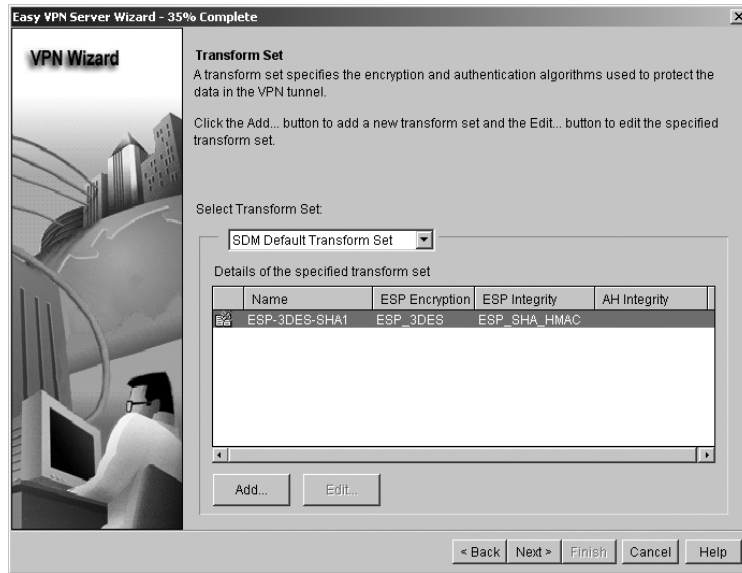 Easy VPN Server Wizard - 35% Complete
VPN Wizard
Transform Set
A transform set specifies the encryption and authentication algorithms used to protect the
data in the VPN tunnel.
Click the Add... button to add a new transform set and the Edit... button to edit the specified
transform set.
Select Transform Set:
SDM Default Transform Set
Details of the specified transform set
Name ESP Encryption ESP Integrity AH Integrity
ESP-3DES-SHA1 ESP_3DES ESP_SHA_HMAC
Add... Edit...
< Back Next > Finish Cancel Help